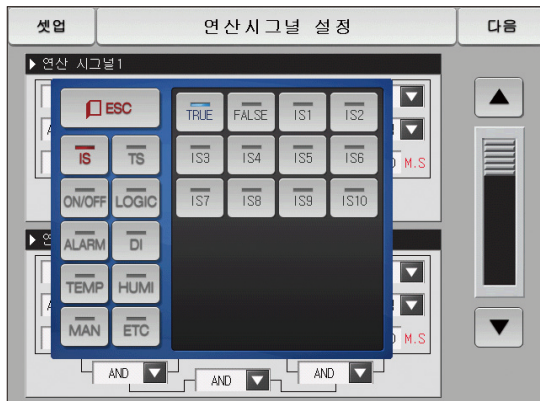 셋업 연산시그널 설정 다음
▶ 연산 시그널1
ESC TRUE FALSE IS1 IS2
IS TS IS3 IS4 IS5 IS6 M.S
ON/OFF LOGIC IS7 IS8 IS9 IS10
ALARM DI
TEMP HUMI
MAN ETC M.S
AND AND AND